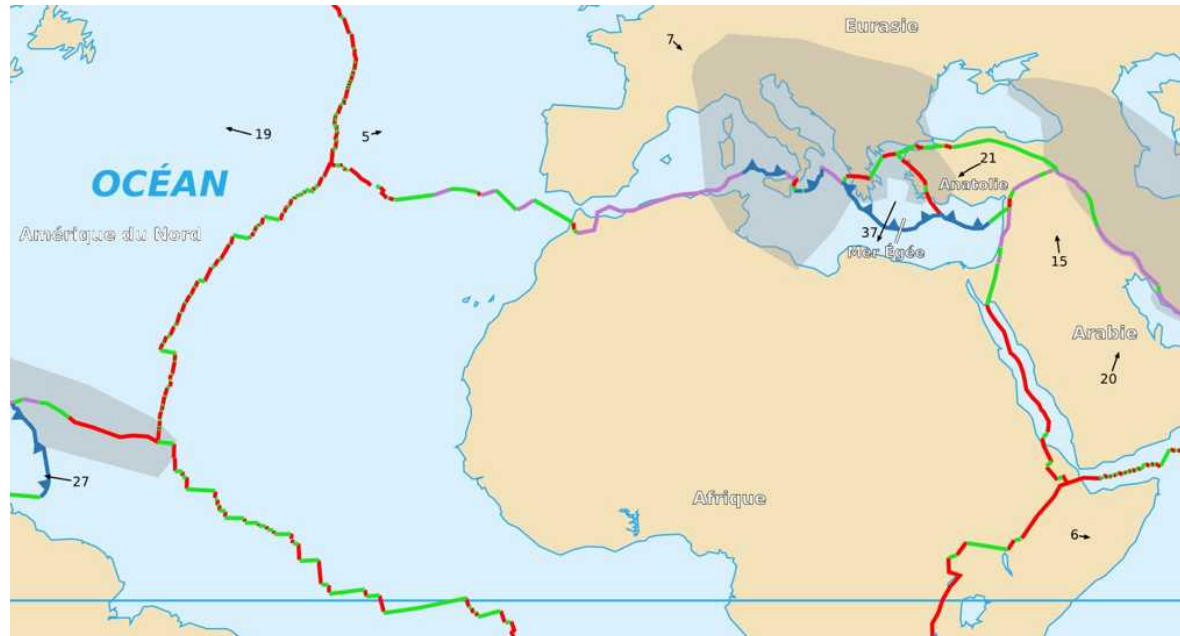 Eurasie
7
19
5
OCÉAN
21
Anatolie
Amérique du Nord
37
Mer Égée
15
Arabie
20
27
Afrique
6